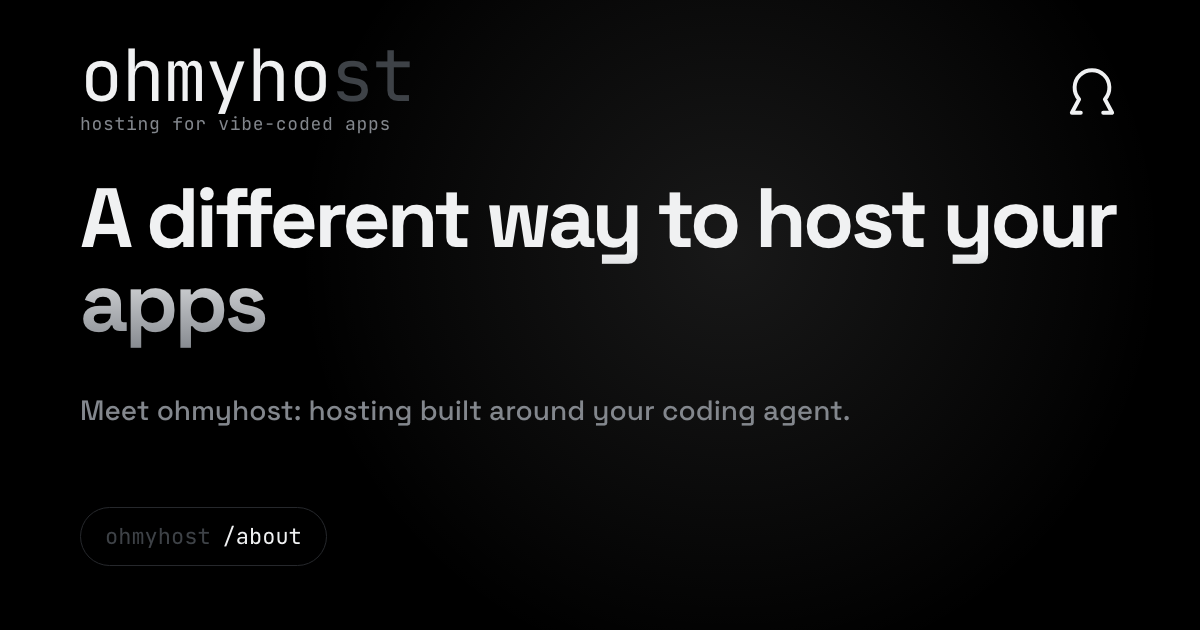 ohmyhost
hosting for vibe-coded apps
A different way to host your
apps
Meet ohmyhost: hosting built around your coding agent.
ohmyhost /about